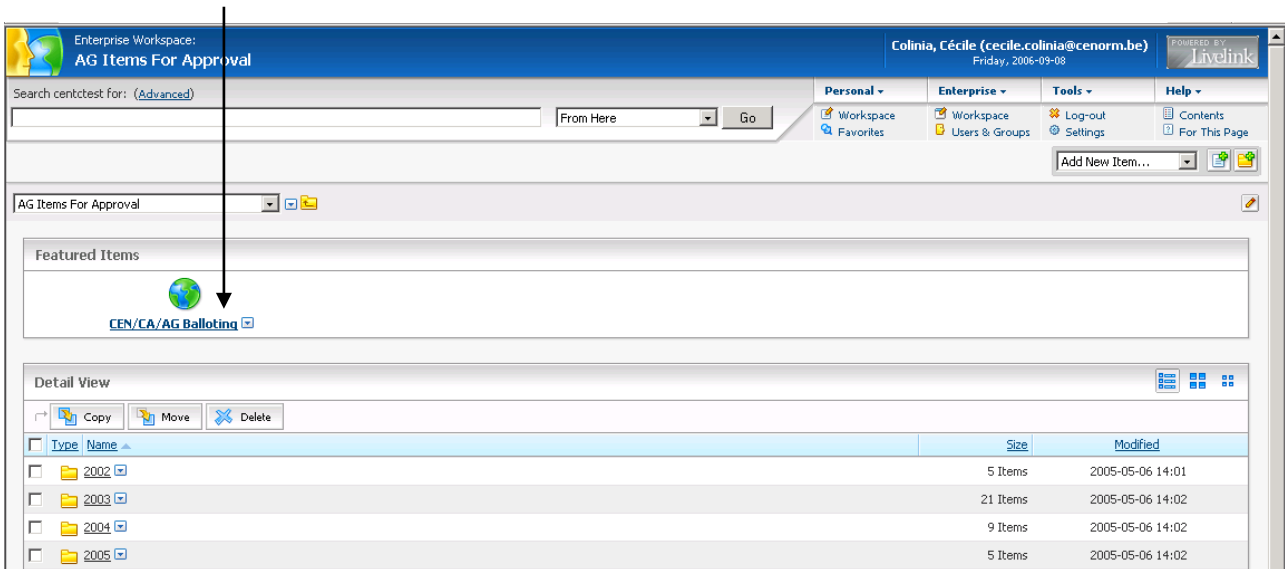 Enterprise Workspace:
AG Items For Approval
Colinia, Cécile (cecile.colinia@cenorm.be)
Friday, 2006-09-08
POWERED BY
Livelink
Search centctest for: (Advanced)
From Here
Go
Personal
Enterprise
Tools
Help
Workspace
Workspace
Log-out
Contents
Favorites
Users & Groups
Settings
For This Page
Add New Item...
AG Items For Approval
Featured Items
CEN/CA/AG Balloting
Detail View
Copy
Move
Delete
Type Name Size Modified
2002 5 Items 2005-05-06 14:01
2003 21 Items 2005-05-06 14:02
2004 9 Items 2005-05-06 14:02
2005 5 Items 2005-05-06 14:02